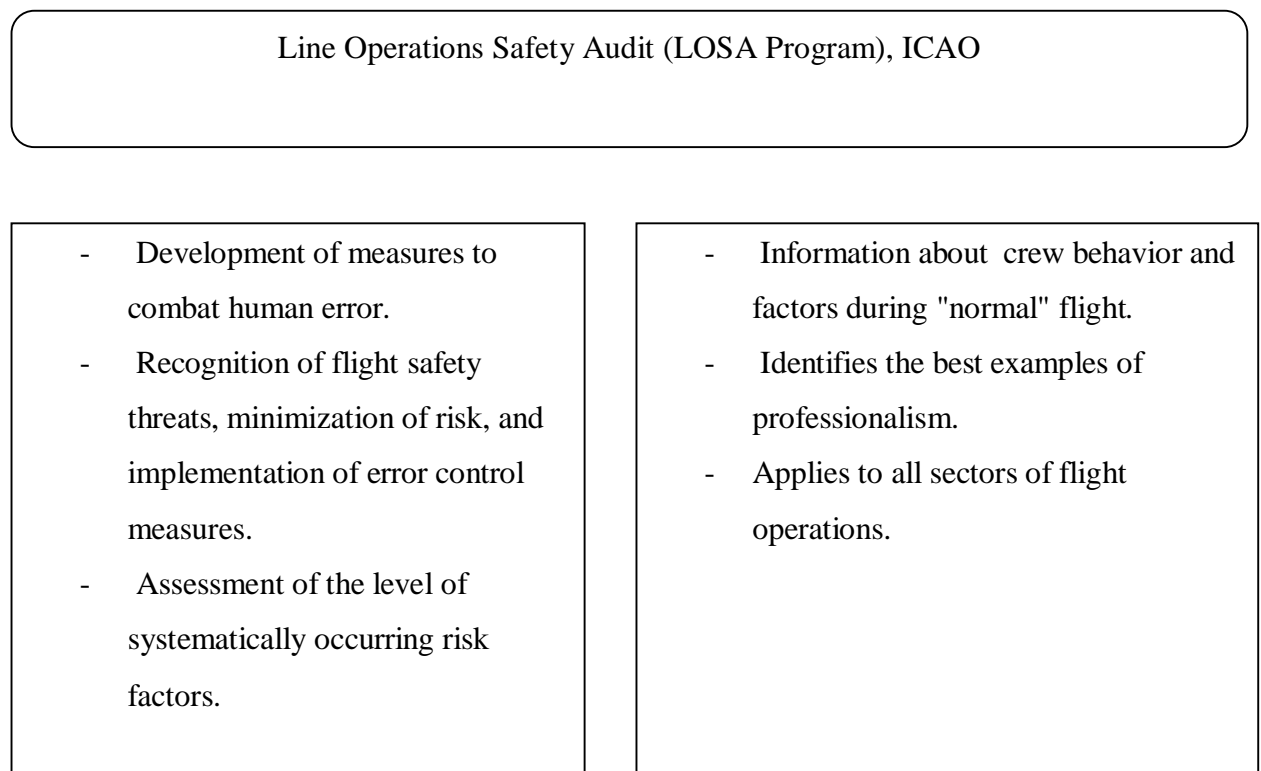 Line Operations Safety Audit (LOSA Program), ICAO
- Development of measures to
combat human error.
- Recognition of flight safety
threats, minimization of risk, and
implementation of error control
measures.
- Assessment of the level of
systematically occurring risk
factors.
- Information about crew behavior and
factors during "normal" flight.
- Identifies the best examples of
professionalism.
- Applies to all sectors of flight
operations.